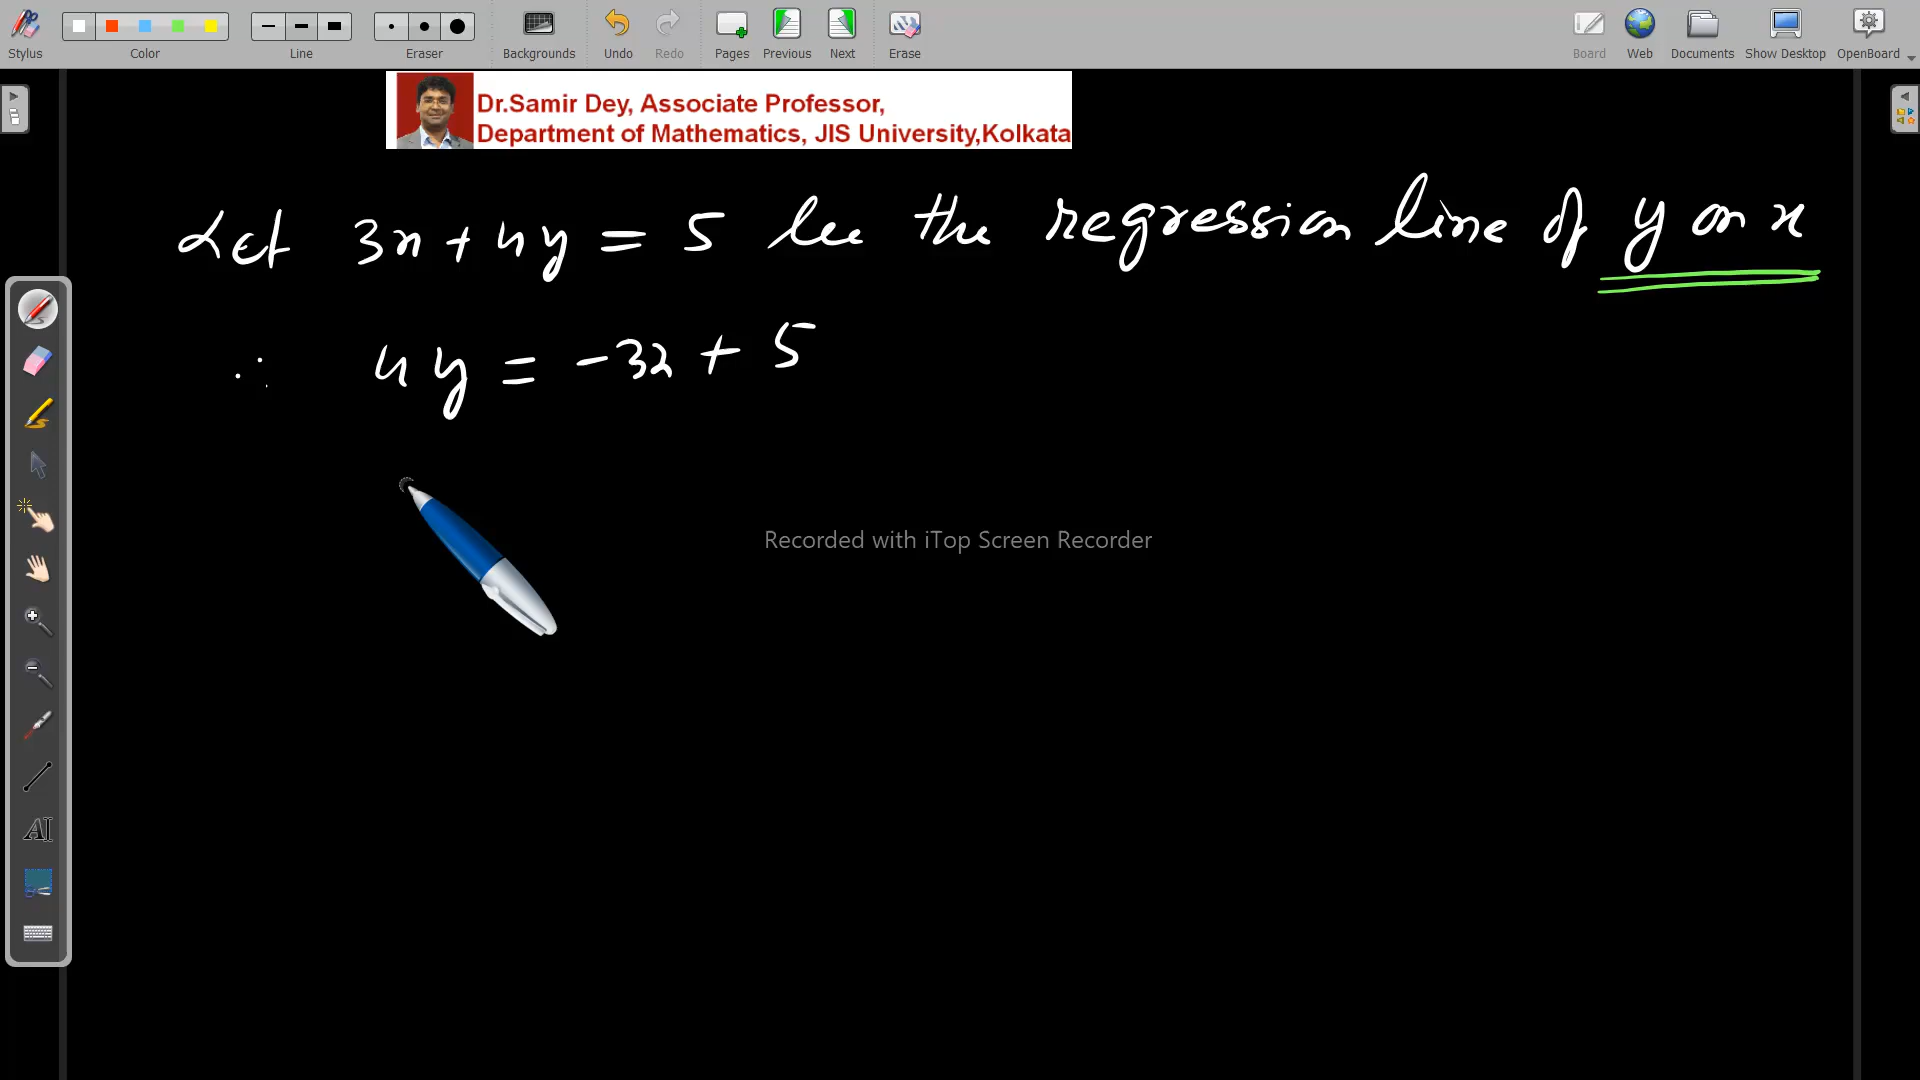 Stylus Color Line Eraser Backgrounds Undo Redo Pages Previous Next Erase Board Web Documents Show Desktop OpenBoard
Dr.Samir Dey, Associate Professor,
Department of Mathematics, JIS University,Kolkata
Let 3x + 4y = 5 be the regression line of y on x
∴ 4y = -3x + 5
Recorded with iTop Screen Recorder